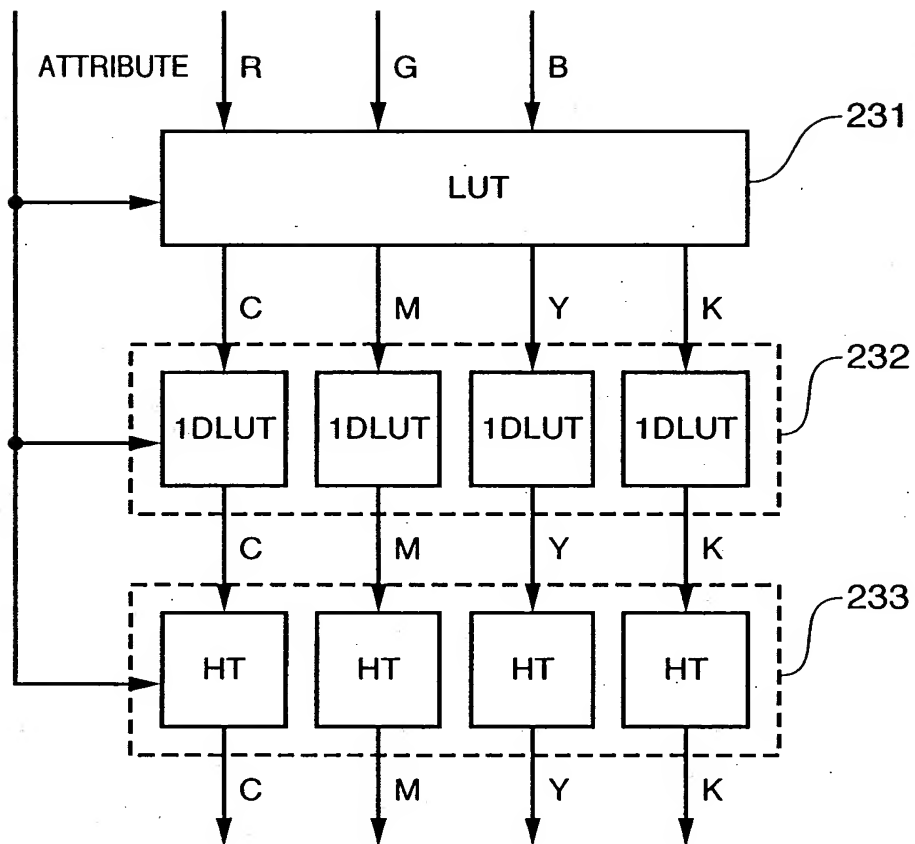 ATTRIBUTE R G B
231
LUT
C M Y K
232
1DLUT 1DLUT 1DLUT 1DLUT
C M Y K
233
HT HT HT HT
C M Y K